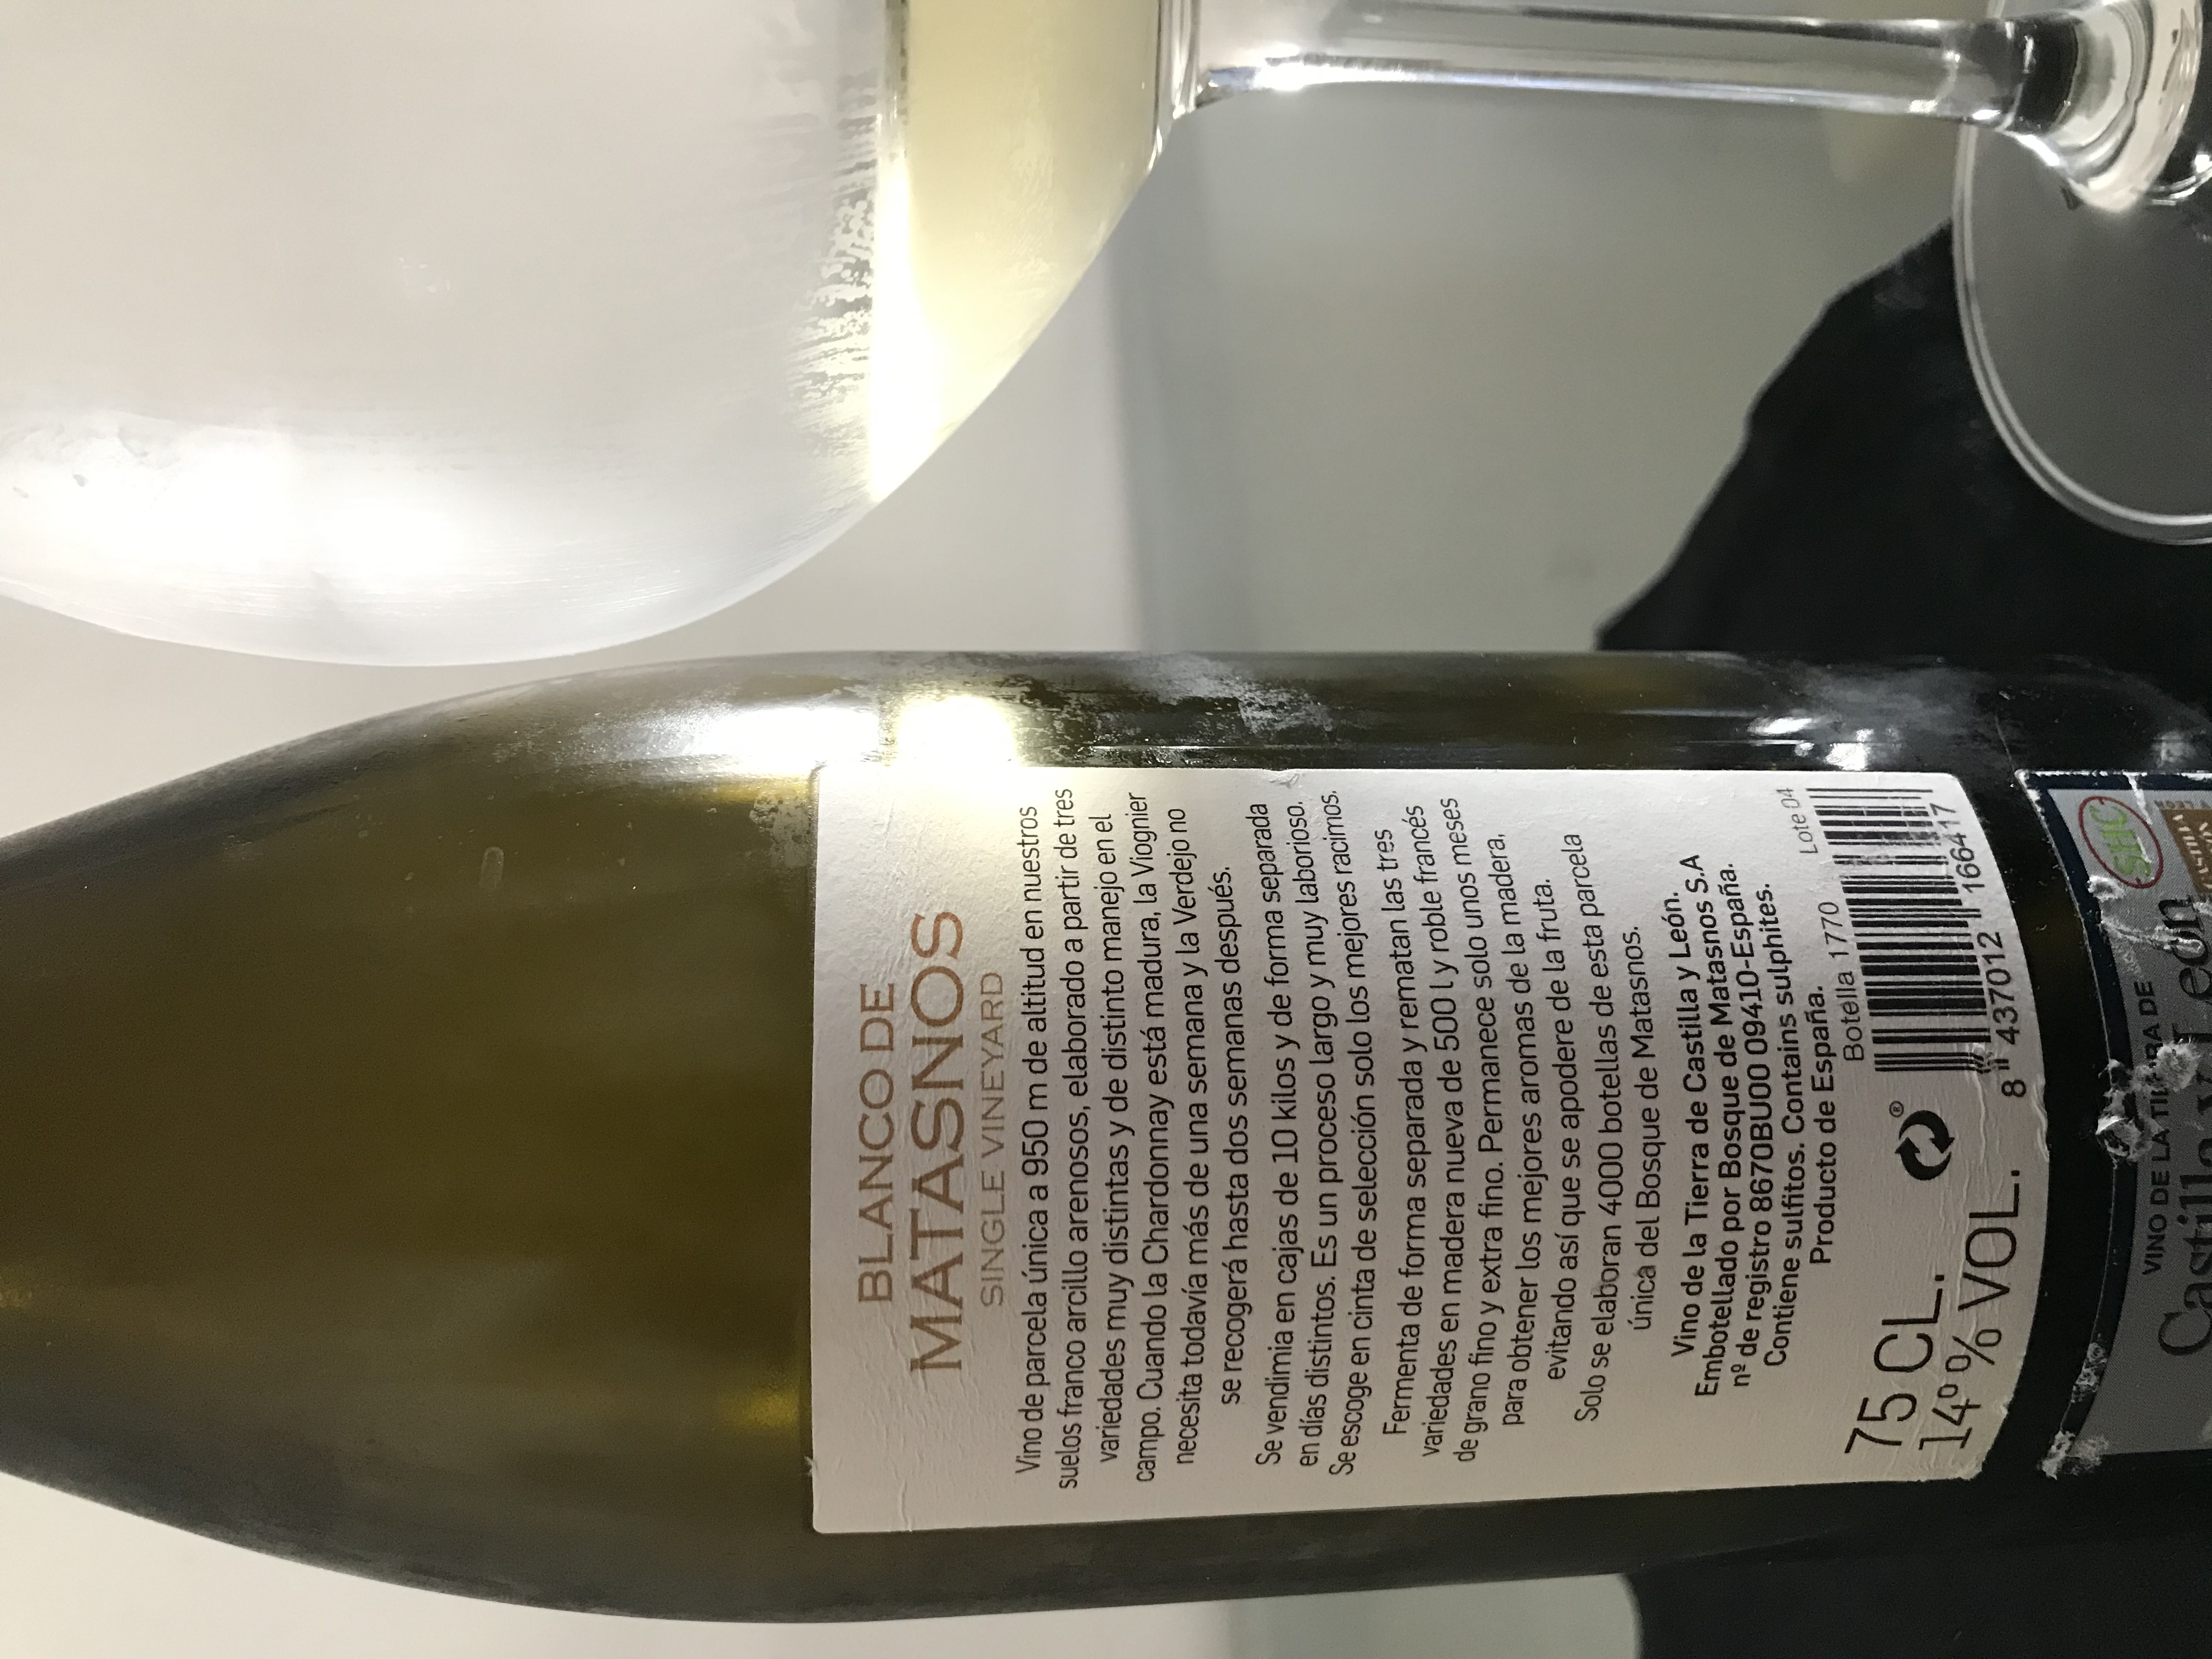 BLANCO DE
MATASNOS
SINGLE VINEYARD
Vino de parcela única a 950 m de altitud en nuestros
suelos franco arcillo arenosos, elaborado a partir de tres
variedades muy distintas y de distinto manejo en el
campo. Cuando la Chardonnay está madura, la Viognier
necesita todavía más de una semana y la Verdejo no
se recogerá hasta dos semanas después.
Se vendimia en cajas de 10 kilos y de forma separada
en días distintos. Es un proceso largo y muy laborioso.
Se escoge en cinta de selección solo los mejores racimos.
Fermenta de forma separada y rematan las tres
variedades en madera nueva de 500 l y roble francés
de grano fino y extra fino. Permanece solo unos meses
para obtener los mejores aromas de la madera,
evitando así que se apodere de la fruta.
Solo se elaboran 4000 botellas de esta parcela
única del Bosque de Matasnos.
Vino de la Tierra de Castilla y León.
Embotellado por Bosque de Matasnos S.A
nº de registro 8670BU00 09410-España.
Contiene sulfitos. Contains sulphites.
Producto de España.
Botella 1770 Lote 04
75 CL.
14º% VOL.
®
8 437012 166417
VINO DE LA TIERRA DE
Castilla y León